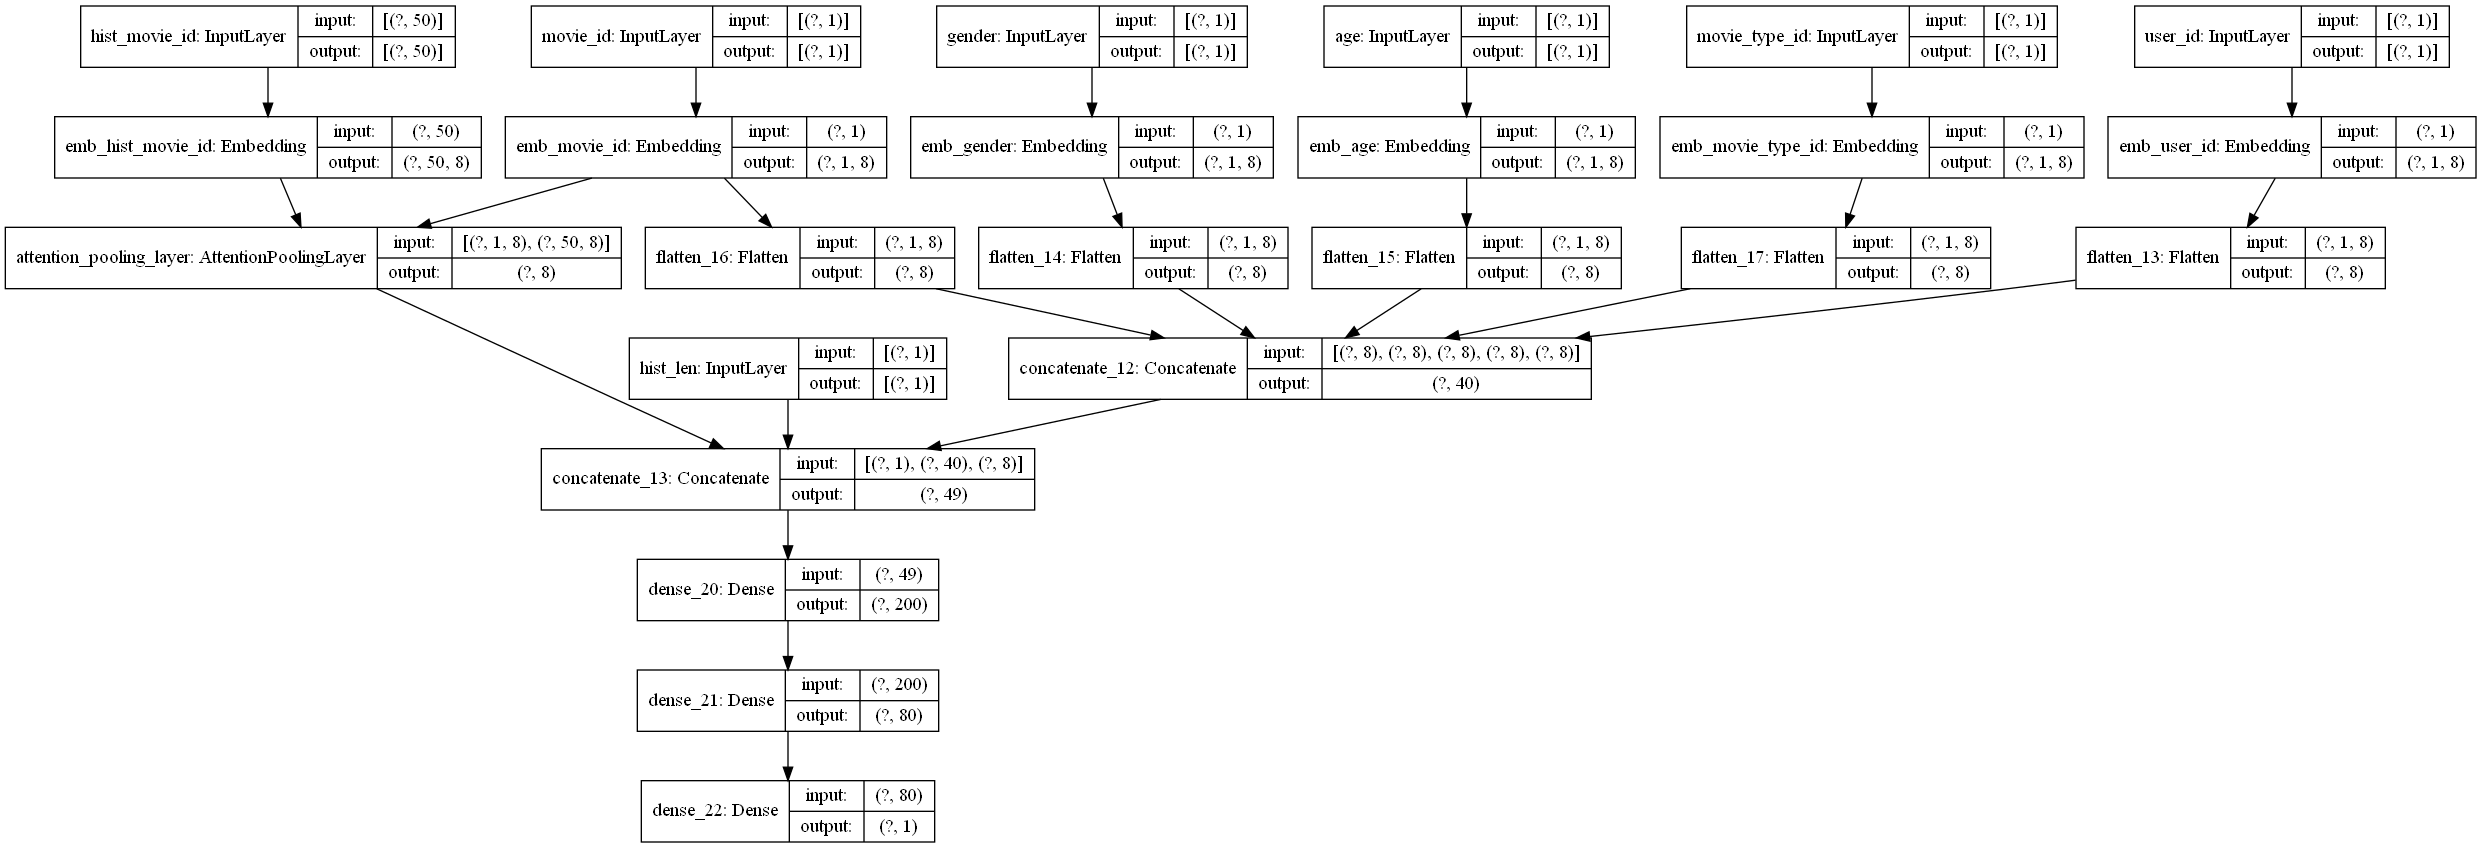 hist_movie_id: InputLayer
input:
[(?, 50)]
output:
[(?, 50)]
movie_id: InputLayer
input:
[(?, 1)]
output:
[(?, 1)]
gender: InputLayer
input:
[(?, 1)]
output:
[(?, 1)]
age: InputLayer
input:
[(?, 1)]
output:
[(?, 1)]
movie_type_id: InputLayer
input:
[(?, 1)]
output:
[(?, 1)]
user_id: InputLayer
input:
[(?, 1)]
output:
[(?, 1)]
emb_hist_movie_id: Embedding
input:
(?, 50)
output:
(?, 50, 8)
emb_movie_id: Embedding
input:
(?, 1)
output:
(?, 1, 8)
emb_gender: Embedding
input:
(?, 1)
output:
(?, 1, 8)
emb_age: Embedding
input:
(?, 1)
output:
(?, 1, 8)
emb_movie_type_id: Embedding
input:
(?, 1)
output:
(?, 1, 8)
emb_user_id: Embedding
input:
(?, 1)
output:
(?, 1, 8)
attention_pooling_layer: AttentionPoolingLayer
input:
[(?, 1, 8), (?, 50, 8)]
output:
(?, 8)
flatten_16: Flatten
input:
(?, 1, 8)
output:
(?, 8)
flatten_14: Flatten
input:
(?, 1, 8)
output:
(?, 8)
flatten_15: Flatten
input:
(?, 1, 8)
output:
(?, 8)
flatten_17: Flatten
input:
(?, 1, 8)
output:
(?, 8)
flatten_13: Flatten
input:
(?, 1, 8)
output:
(?, 8)
hist_len: InputLayer
input:
[(?, 1)]
output:
[(?, 1)]
concatenate_12: Concatenate
input:
[(?, 8), (?, 8), (?, 8), (?, 8), (?, 8)]
output:
(?, 40)
concatenate_13: Concatenate
input:
[(?, 1), (?, 40), (?, 8)]
output:
(?, 49)
dense_20: Dense
input:
(?, 49)
output:
(?, 200)
dense_21: Dense
input:
(?, 200)
output:
(?, 80)
dense_22: Dense
input:
(?, 80)
output:
(?, 1)